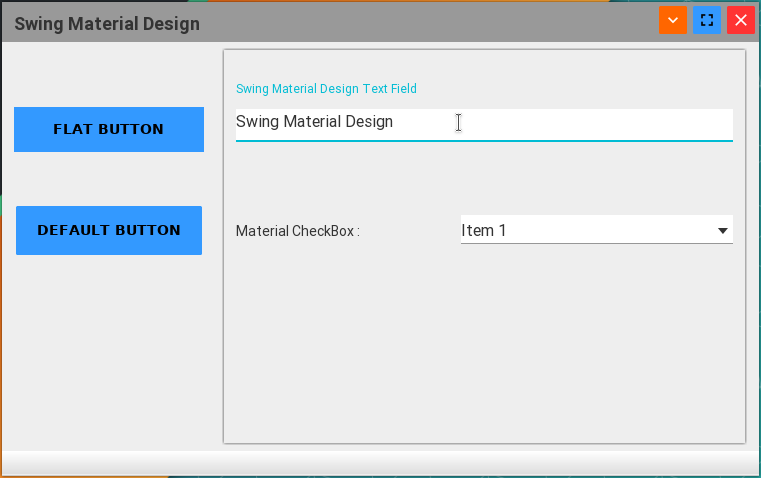 Swing Material Design
Swing Material Design Text Field
FLAT BUTTON
Swing Material Design
DEFAULT BUTTON
Material CheckBox :
Item 1